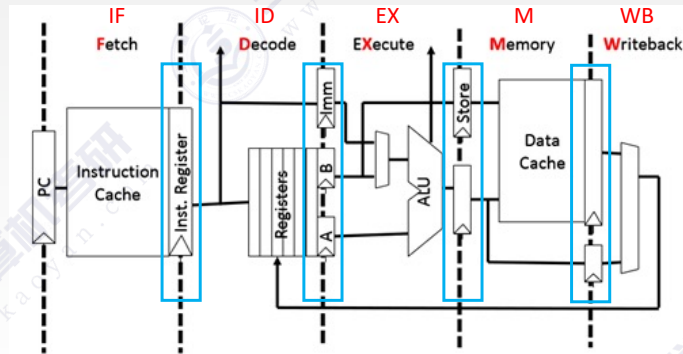 IF ID EX M WB
Fetch Decode EXecute Memory Writeback
PC
Instruction
Cache
Inst. Register
Registers
Imm
B
A
ALU
Store
Data
Cache